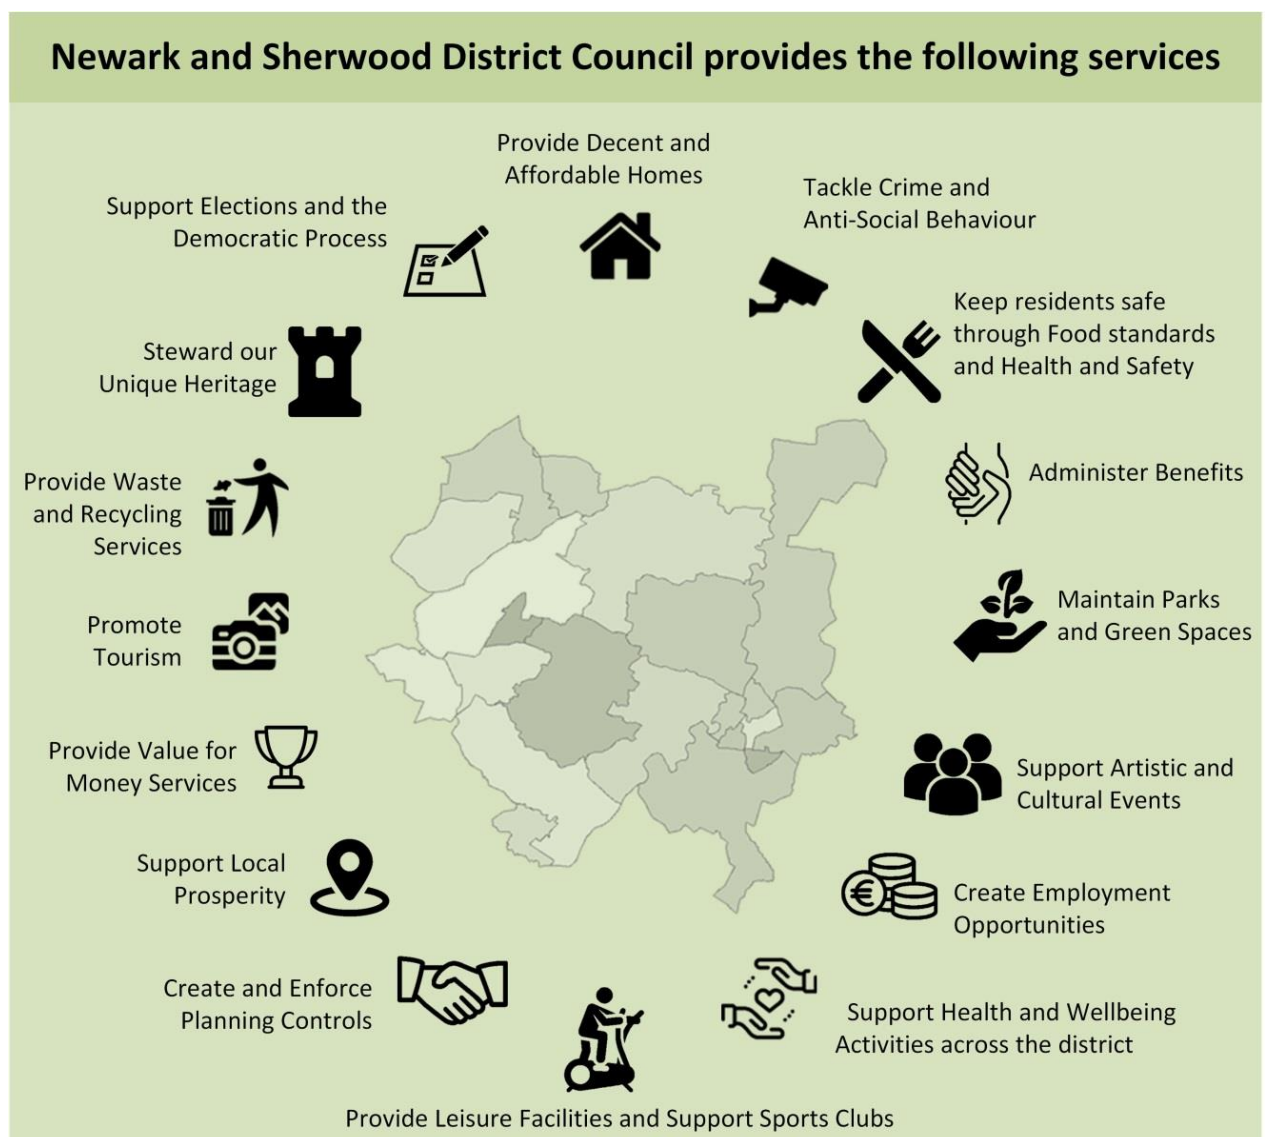 Newark and Sherwood District Council provides the following services
Provide Decent and
Affordable Homes
Tackle Crime and
Anti-Social Behaviour
Keep residents safe
through Food standards
and Health and Safety
Administer Benefits
Maintain Parks
and Green Spaces
Support Artistic and
Cultural Events
Create Employment
Opportunities
Support Health and Wellbeing
Activities across the district
Provide Leisure Facilities and Support Sports Clubs
Create and Enforce
Planning Controls
Support Local
Prosperity
Provide Value for
Money Services
Promote
Tourism
Provide Waste
and Recycling
Services
Steward our
Unique Heritage
Support Elections and the
Democratic Process